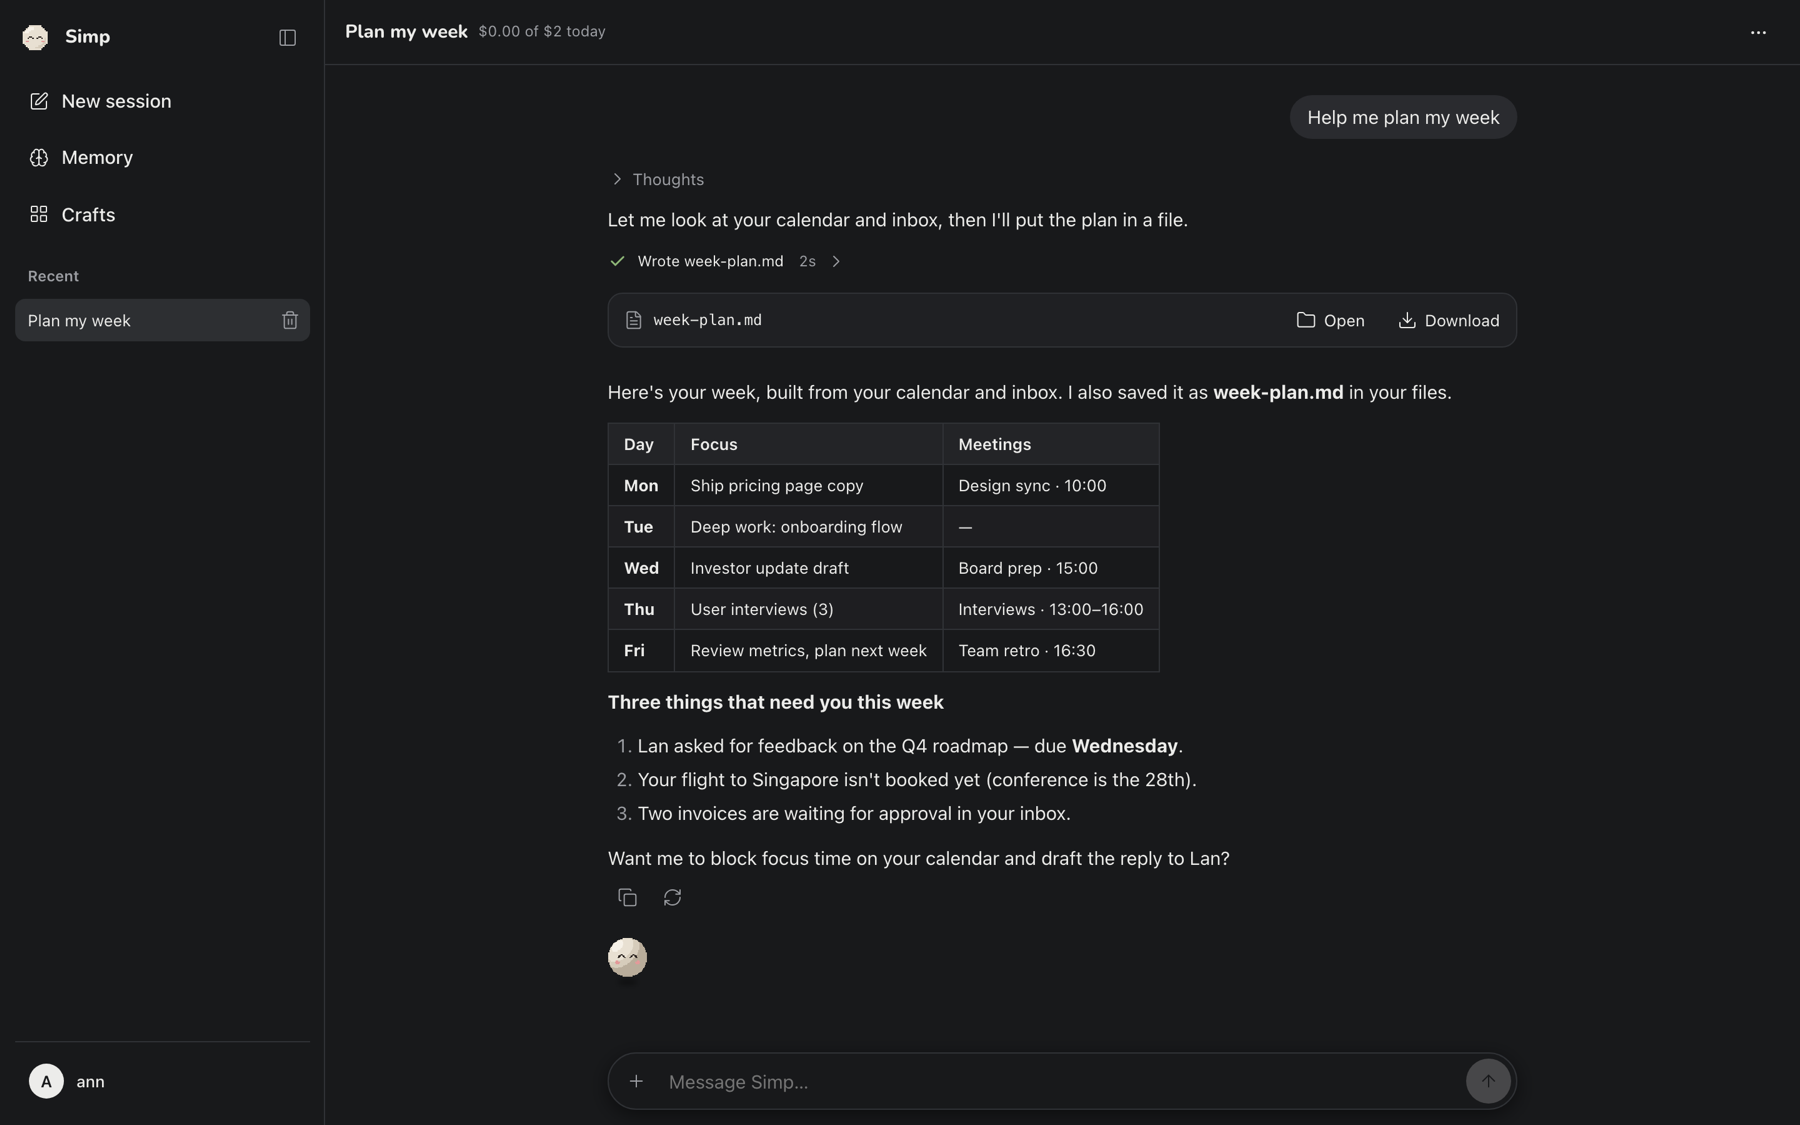 Simp
New session
Memory
Crafts
Recent
Plan my week
A ann
Plan my week $0.00 of $2 today
Help me plan my week
Thoughts
Let me look at your calendar and inbox, then I'll put the plan in a file.
Wrote week-plan.md 2s
week-plan.md Open Download
Here's your week, built from your calendar and inbox. I also saved it as week-plan.md in your files.
Day Focus Meetings
Mon Ship pricing page copy Design sync · 10:00
Tue Deep work: onboarding flow —
Wed Investor update draft Board prep · 15:00
Thu User interviews (3) Interviews · 13:00–16:00
Fri Review metrics, plan next week Team retro · 16:30
Three things that need you this week
1. Lan asked for feedback on the Q4 roadmap — due Wednesday.
2. Your flight to Singapore isn't booked yet (conference is the 28th).
3. Two invoices are waiting for approval in your inbox.
Want me to block focus time on your calendar and draft the reply to Lan?
Message Simp...